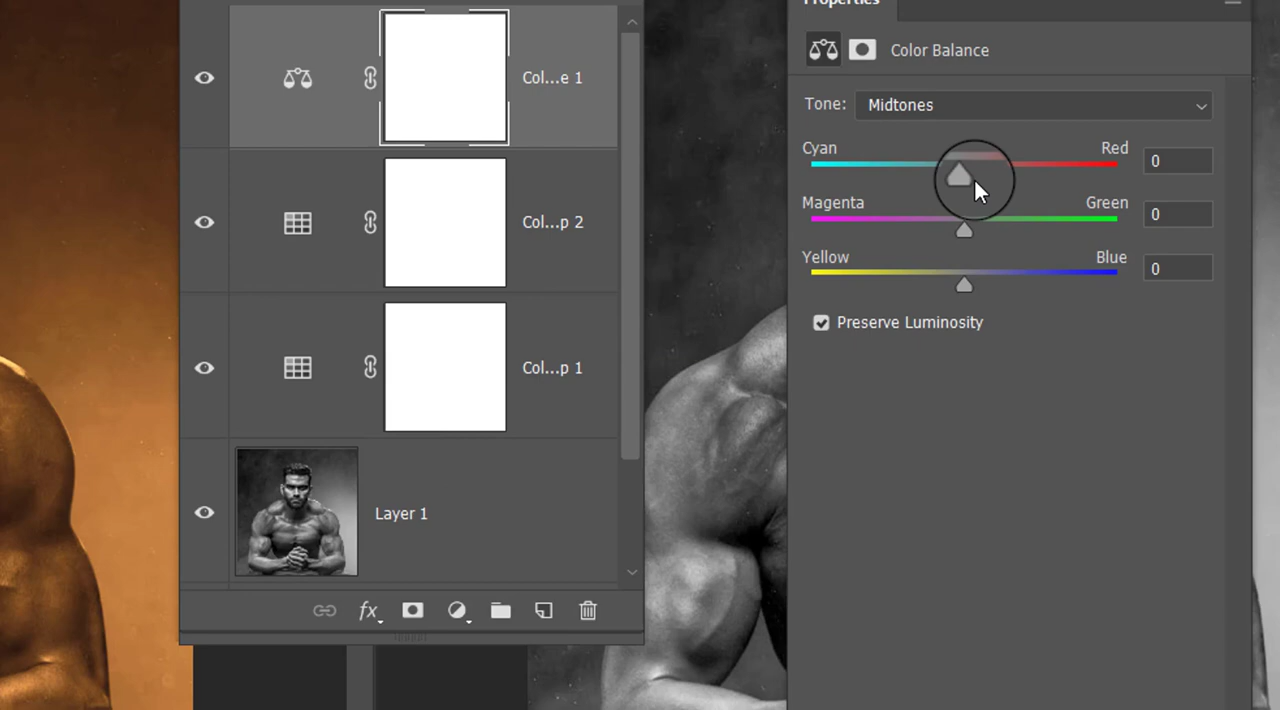 Properties
Color Balance
Tone: Midtones
Cyan Red 0
Magenta Green 0
Yellow Blue 0
Preserve Luminosity
Col...e 1
Col...p 2
Col...p 1
Layer 1
fx